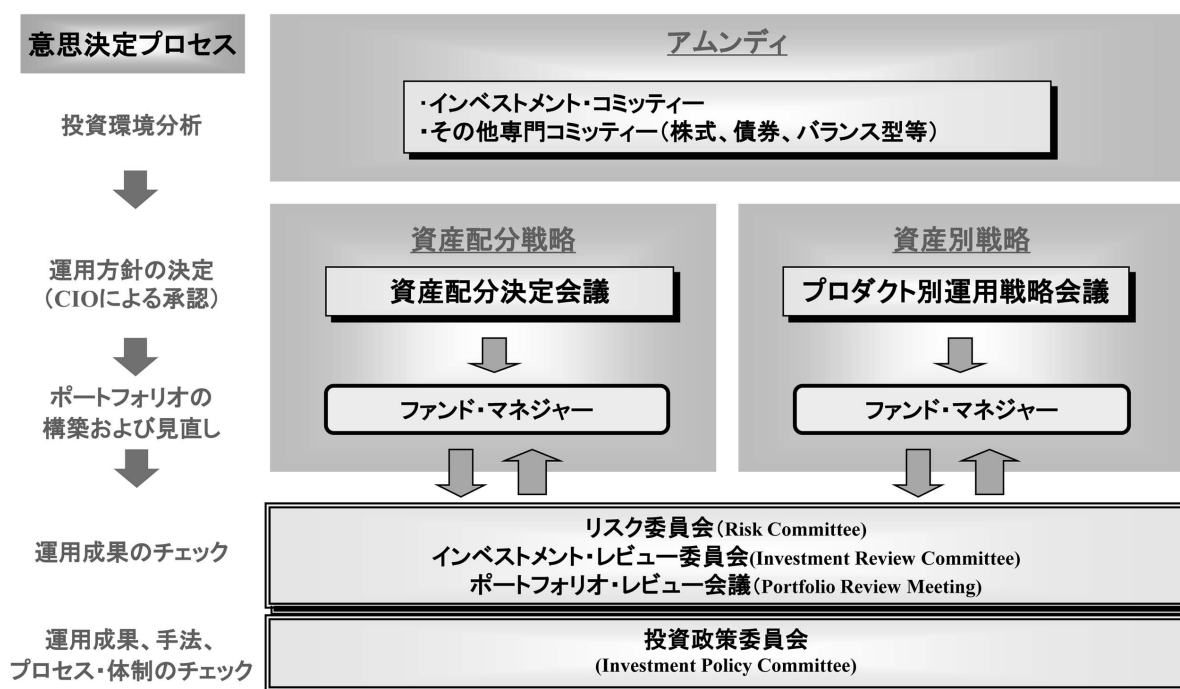 意思決定プロセス
アムンディ
・インベストメント・コミッティー
・その他専門コミッティー(株式、債券、バランス型等)
投資環境分析
資産配分戦略
資産別戦略
運用方針の決定
(CIOによる承認)
資産配分決定会議
プロダクト別運用戦略会議
ポートフォリオの
構築および見直し
ファンド・マネジャー
ファンド・マネジャー
運用成果のチェック
リスク委員会(Risk Committee)
インベストメント・レビュー委員会(Investment Review Committee)
ポートフォリオ・レビュー会議(Portfolio Review Meeting)
運用成果、手法、
プロセス・体制のチェック
投資政策委員会
(Investment Policy Committee)